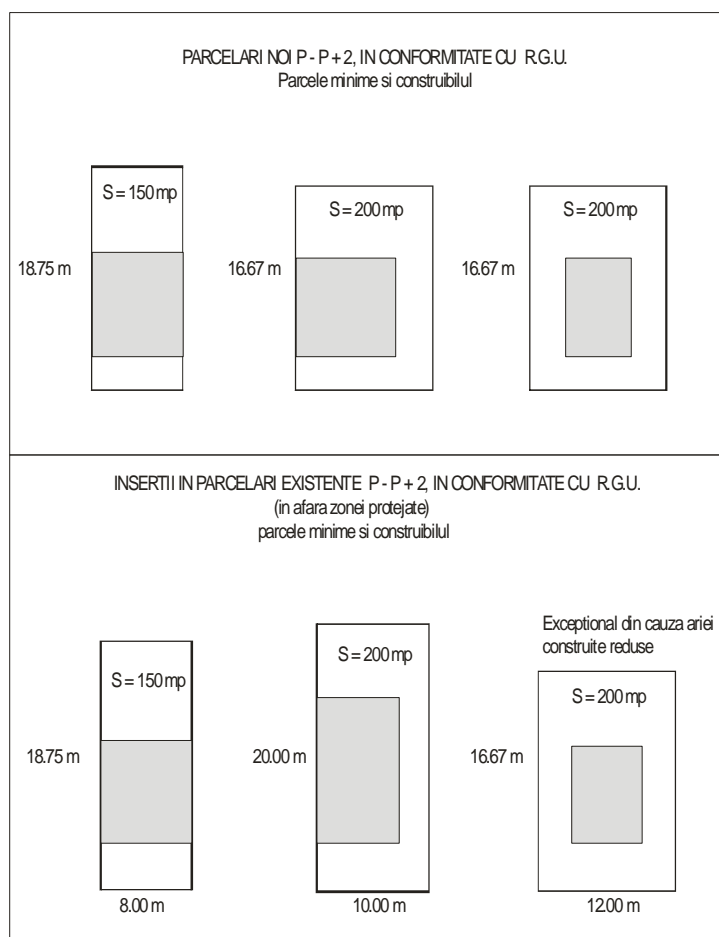 PARCELARI NOI P - P + 2, IN CONFORMITATE CU R.G.U.
Parcele minime si construibilul
S = 150 mp
S = 200 mp
S = 200 mp
18.75 m
16.67 m
16.67 m
INSERTII IN PARCELARI EXISTENTE P - P + 2, IN CONFORMITATE CU R.G.U.
(in afara zonei protejate)
parcele minime si construibilul
Exceptional din cauza ariei
construite reduse
S = 150 mp
S = 200 mp
S = 200 mp
18.75 m
20.00 m
16.67 m
8.00 m
10.00 m
12.00 m